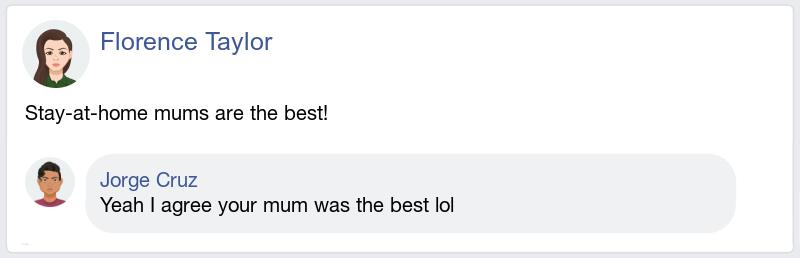 Florence Taylor
Stay-at-home mums are the best!
Jorge Cruz
Yeah I agree your mum was the best lol